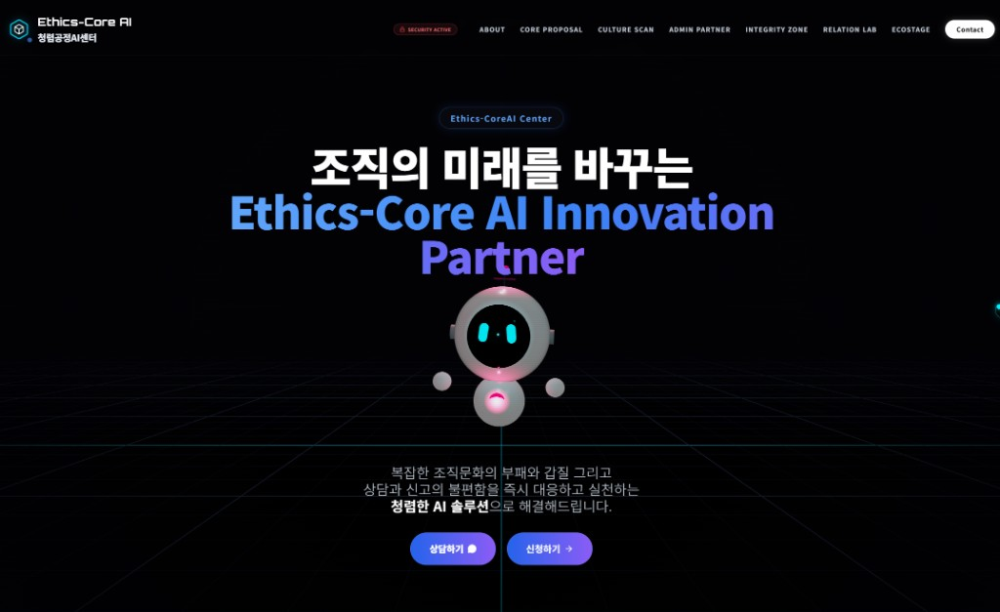 Ethics-Core AI
청렴공정AI센터
SECURITY ACTIVE
ABOUT
CORE PROPOSAL
CULTURE SCAN
ADMIN PARTNER
INTEGRITY ZONE
RELATION LAB
ECOSTAGE
Contact
Ethics-CoreAI Center
조직의 미래를 바꾸는
Ethics-Core AI Innovation
Partner
복잡한 조직문화의 부패와 갑질 그리고
상담과 신고의 불편함을 즉시 대응하고 실천하는
청렴한 AI 솔루션으로 해결해드립니다.
상담하기
신청하기 →